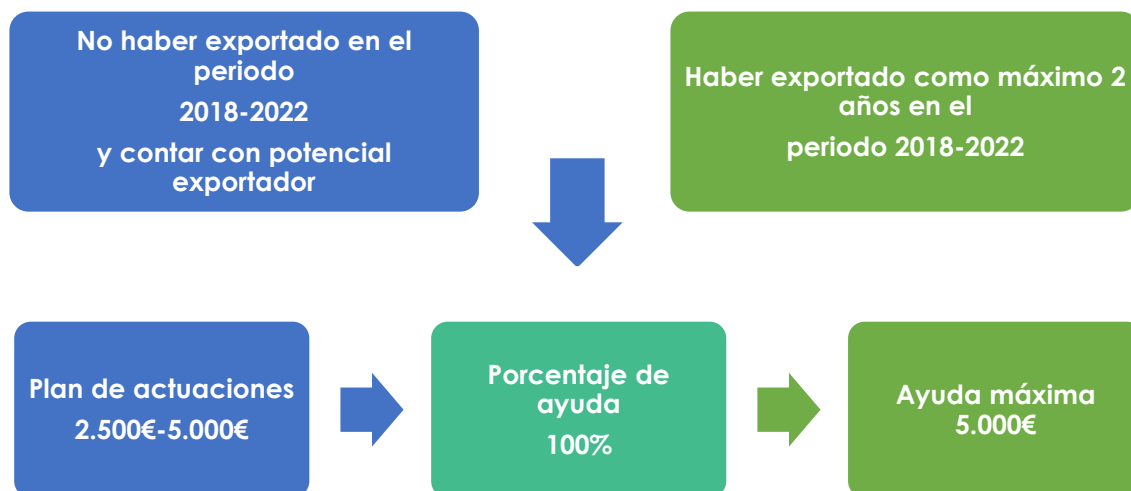 No haber exportado en el
periodo
2018-2022
y contar con potencial
exportador
Haber exportado como máximo 2
años en el
periodo 2018-2022
Plan de actuaciones
2.500€-5.000€
Porcentaje de
ayuda
100%
Ayuda máxima
5.000€